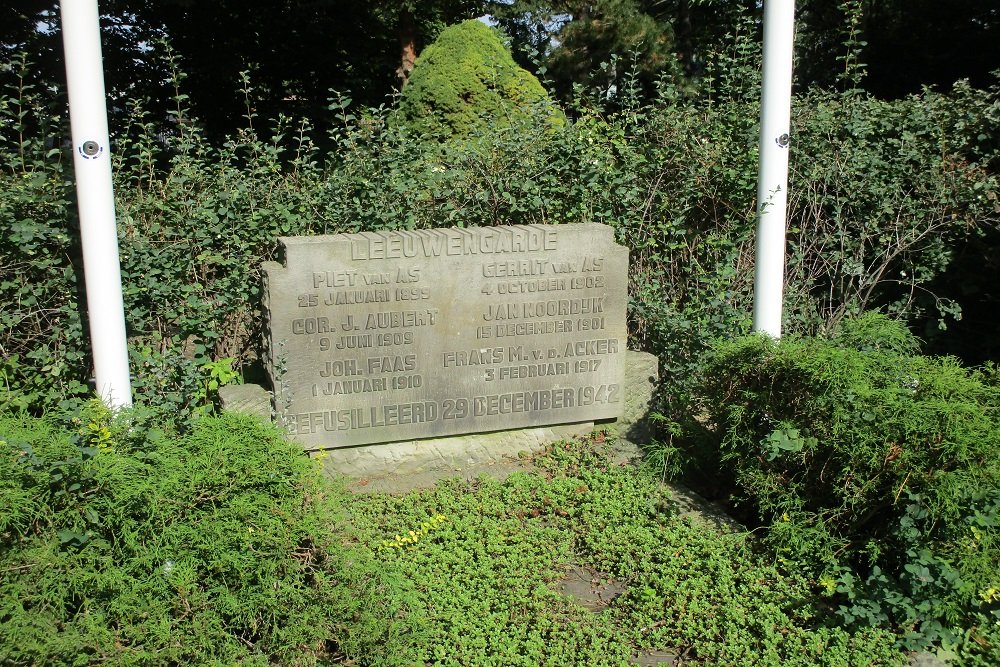 LEEUWENGARDE
PIET VAN AS
25 JANUARI 1899
COR. J. AUBERT
9 JUNI 1909
JOH. FAAS
1 JANUARI 1910
GERRIT VAN AS
4 OCTOBER 1902
JAN NOORDIJK
15 DECEMBER 1901
FRANS M. v. D. ACKER
3 FEBRUARI 1917
GEFUSILLEERD 29 DECEMBER 1942